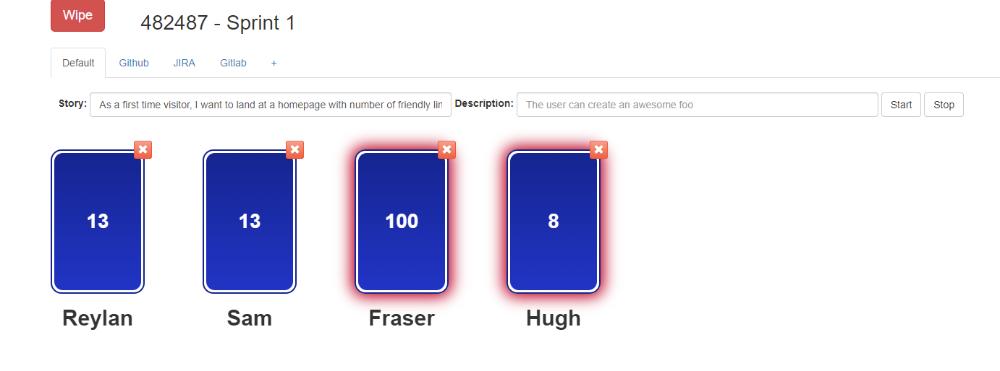 Wipe
482487 - Sprint 1
Default Github JIRA Gitlab +
Story: As a first time visitor, I want to land at a homepage with number of friendly lin Description: The user can create an awesome foo Start Stop
13 13 100 8
Reylan Sam Fraser Hugh